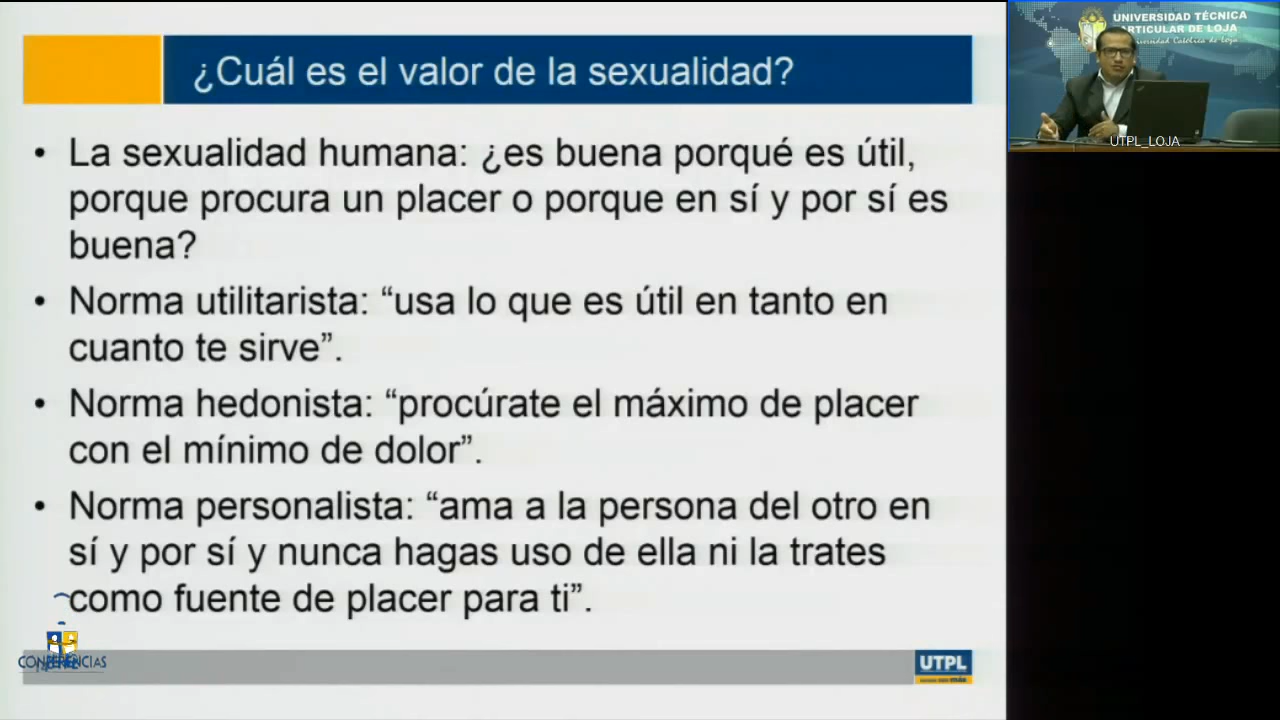 ¿Cuál es el valor de la sexualidad?
• La sexualidad humana: ¿es buena porqué es útil,
porque procura un placer o porque en sí y por sí es
buena?
• Norma utilitarista: “usa lo que es útil en tanto en
cuanto te sirve”.
• Norma hedonista: “procúrate el máximo de placer
con el mínimo de dolor”.
• Norma personalista: “ama a la persona del otro en
sí y por sí y nunca hagas uso de ella ni la trates
como fuente de placer para ti”.
CONFERENCIAS
UTPL
UNIVERSIDAD TÉCNICA
PARTICULAR DE LOJA
Universidad Católica de Loja
UTPL_LOJA